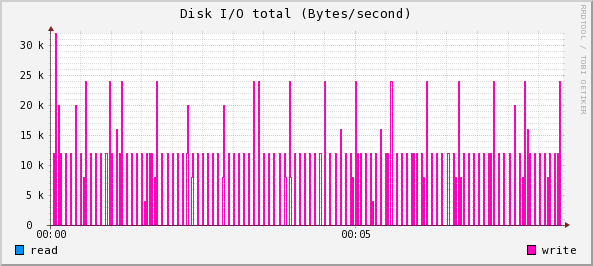 Disk I/O total (Bytes/second)
RRDTOOL / TOBI OETIKER
30 k
25 k
20 k
15 k
10 k
5 k
0
00:00 00:05
read write